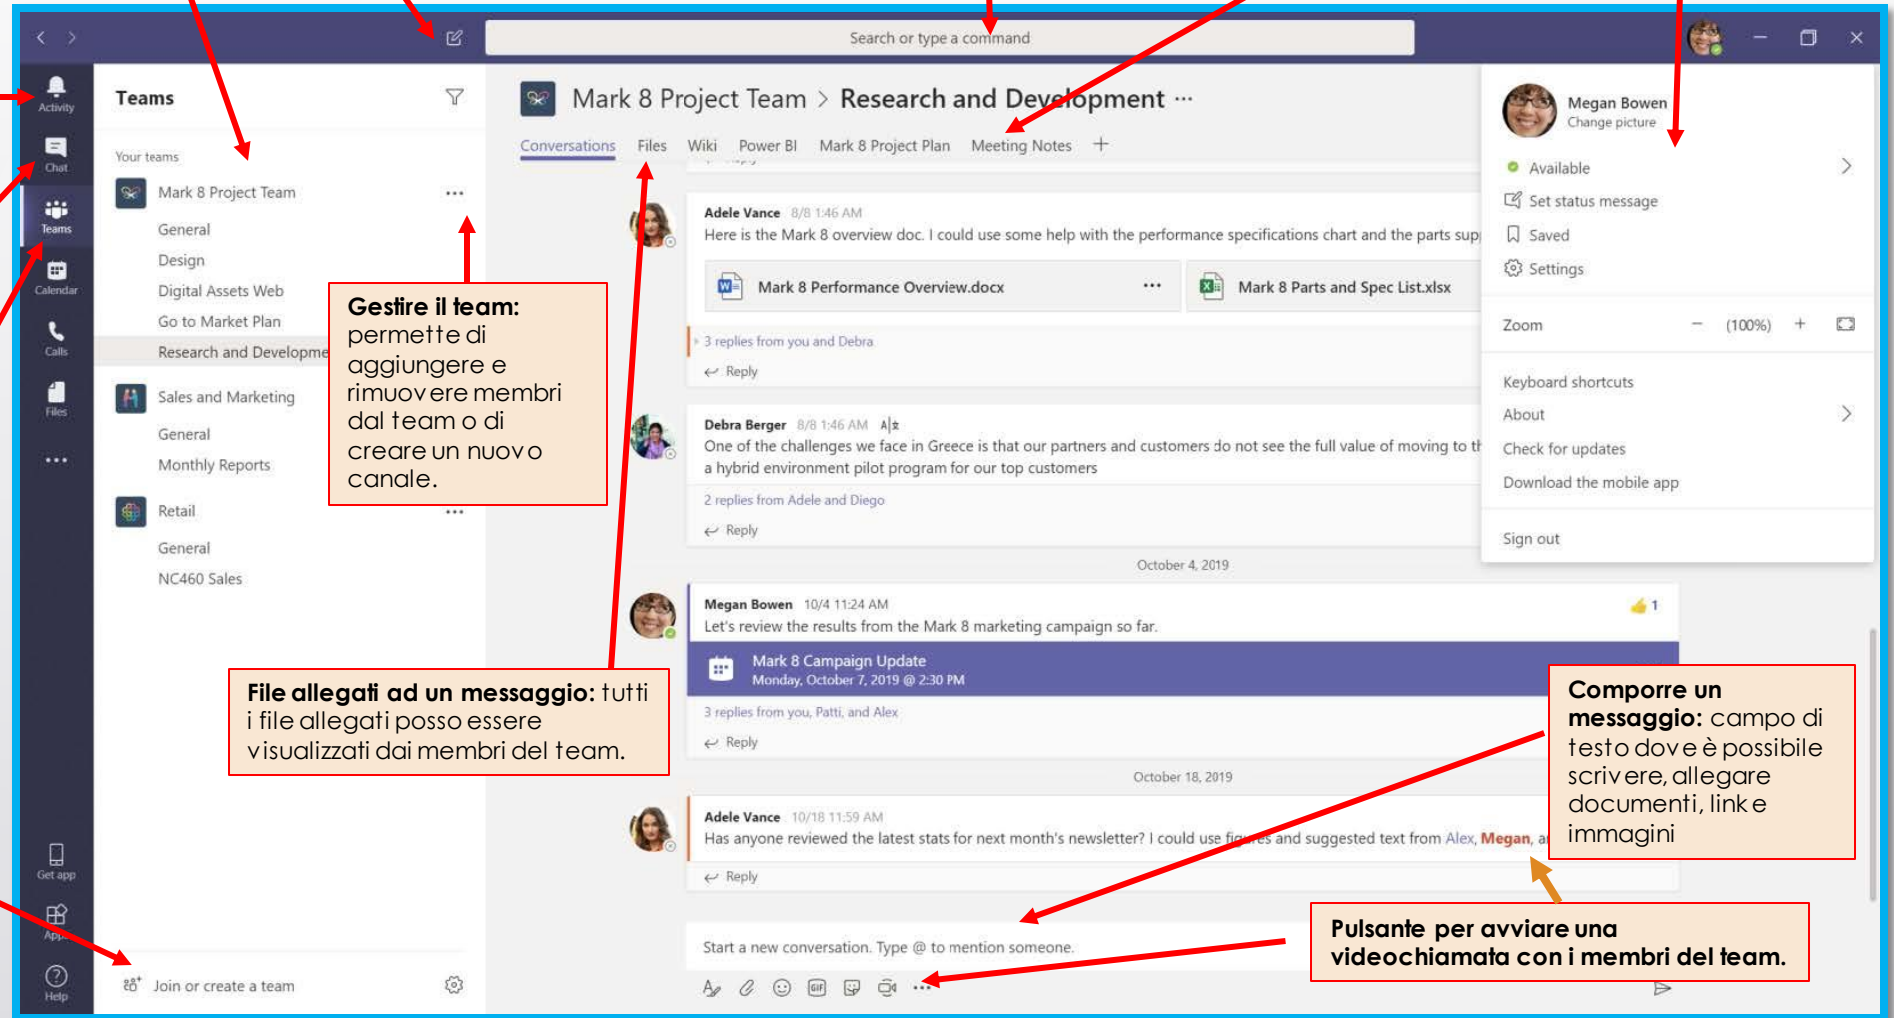 Search or type a command
Activity
Chat
Teams
Calendar
Calls
Files
Get app
Help
Teams
Your teams
Mark 8 Project Team
General
Design
Digital Assets Web
Go to Market Plan
Research and Developme
Sales and Marketing
General
Monthly Reports
Retail
General
NC460 Sales
Join or create a team
Gestire il team:
permette di
aggiungere e
rimuovere membri
dal team o di
creare un nuovo
canale.
File allegati ad un messaggio: tutti
i file allegati posso essere
visualizzati dai membri del team.
Mark 8 Project Team > Research and Development ...
Conversations Files Wiki Power BI Mark 8 Project Plan Meeting Notes +
Adele Vance 8/8 1:46 AM
Here is the Mark 8 overview doc. I could use some help with the performance specifications chart and the parts sup
Mark 8 Performance Overview.docx
Mark 8 Parts and Spec List.xlsx
3 replies from you and Debra
Reply
Debra Berger 8/8 1:46 AM
One of the challenges we face in Greece is that our partners and customers do not see the full value of moving to th
a hybrid environment pilot program for our top customers
2 replies from Adele and Diego
Reply
October 4, 2019
Megan Bowen 10/4 11:24 AM
1
Let's review the results from the Mark 8 marketing campaign so far.
Mark 8 Campaign Update
Monday, October 7, 2019 @ 2:30 PM
3 replies from you, Patti, and Alex
Reply
October 18, 2019
Adele Vance 10/18 11:59 AM
Has anyone reviewed the latest stats for next month's newsletter? I could use figures and suggested text from Alex, Megan, a
Reply
Start a new conversation. Type @ to mention someone.
GIF
Megan Bowen
Change picture
Available
Set status message
Saved
Settings
Zoom - (100%) +
Keyboard shortcuts
About
Check for updates
Download the mobile app
Sign out
Comporre un
messaggio: campo di
testo dove è possibile
scrivere, allegare
documenti, link e
immagini
Pulsante per avviare una
videochiamata con i membri del team.